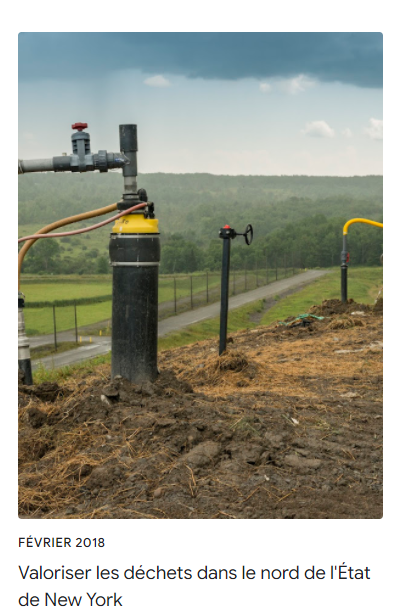 FÉVRIER 2018
Valoriser les déchets dans le nord de l'État
de New York